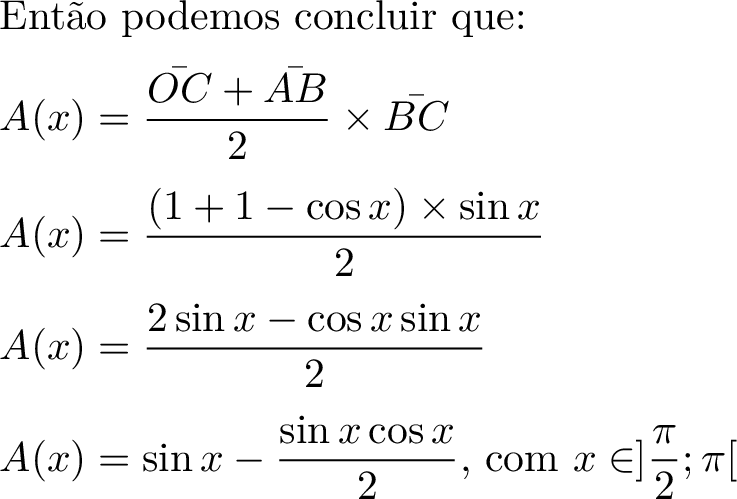 Então podemos concluir que:
$A(x) = \frac{\bar{OC} + \bar{AB}}{2} \times \bar{BC}$
$A(x) = \frac{(1 + 1 - \cos x) \times \sin x}{2}$
$A(x) = \frac{2 \sin x - \cos x \sin x}{2}$
$A(x) = \sin x - \frac{\sin x \cos x}{2}$, com $x \in ]\frac{\pi}{2}; \pi[$